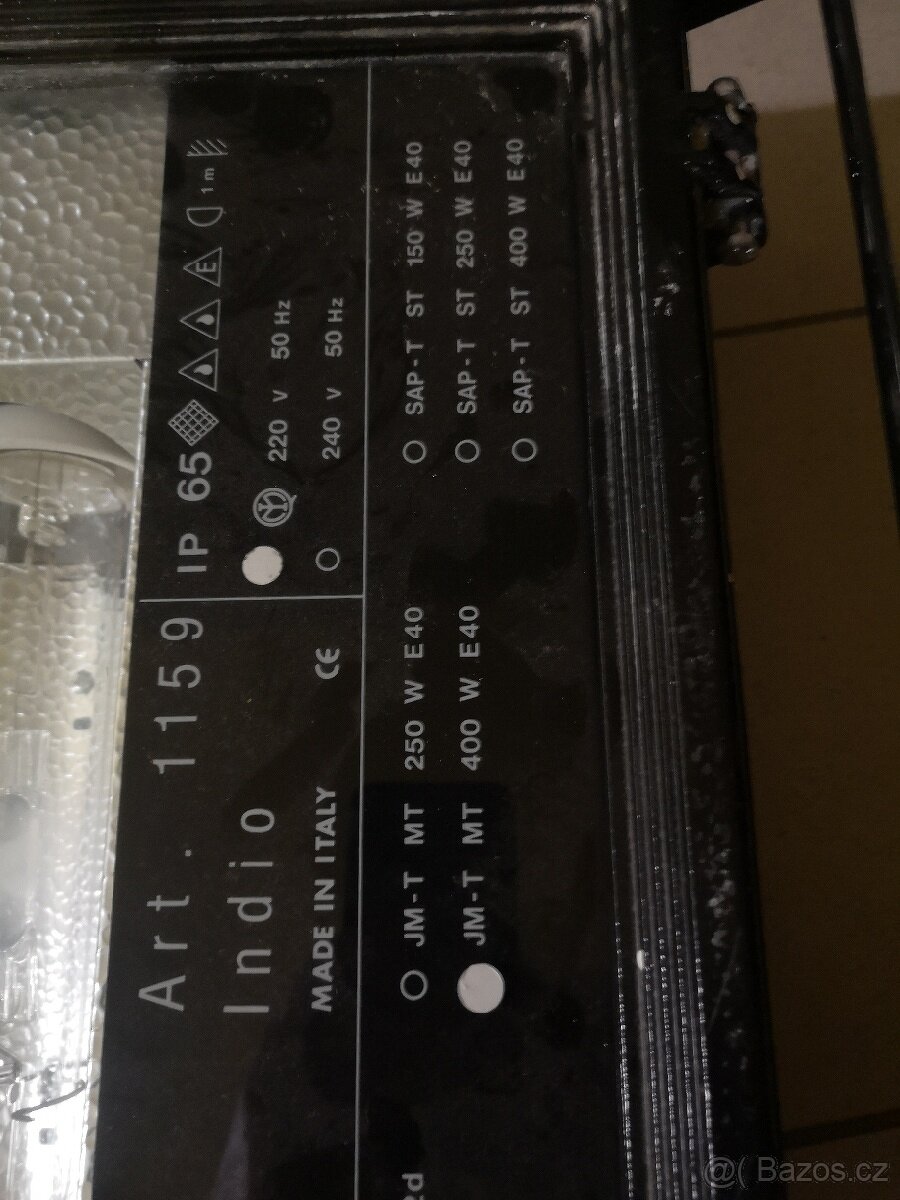 Art. 1159
Indio
MADE IN ITALY CE
IP 65 1m
220 V 50 Hz
240 V 50 Hz
JM-T MT 250 W E40
JM-T MT 400 W E40
SAP-T ST 150 W E40
SAP-T ST 250 W E40
SAP-T ST 400 W E40
@( Bazoš.cz